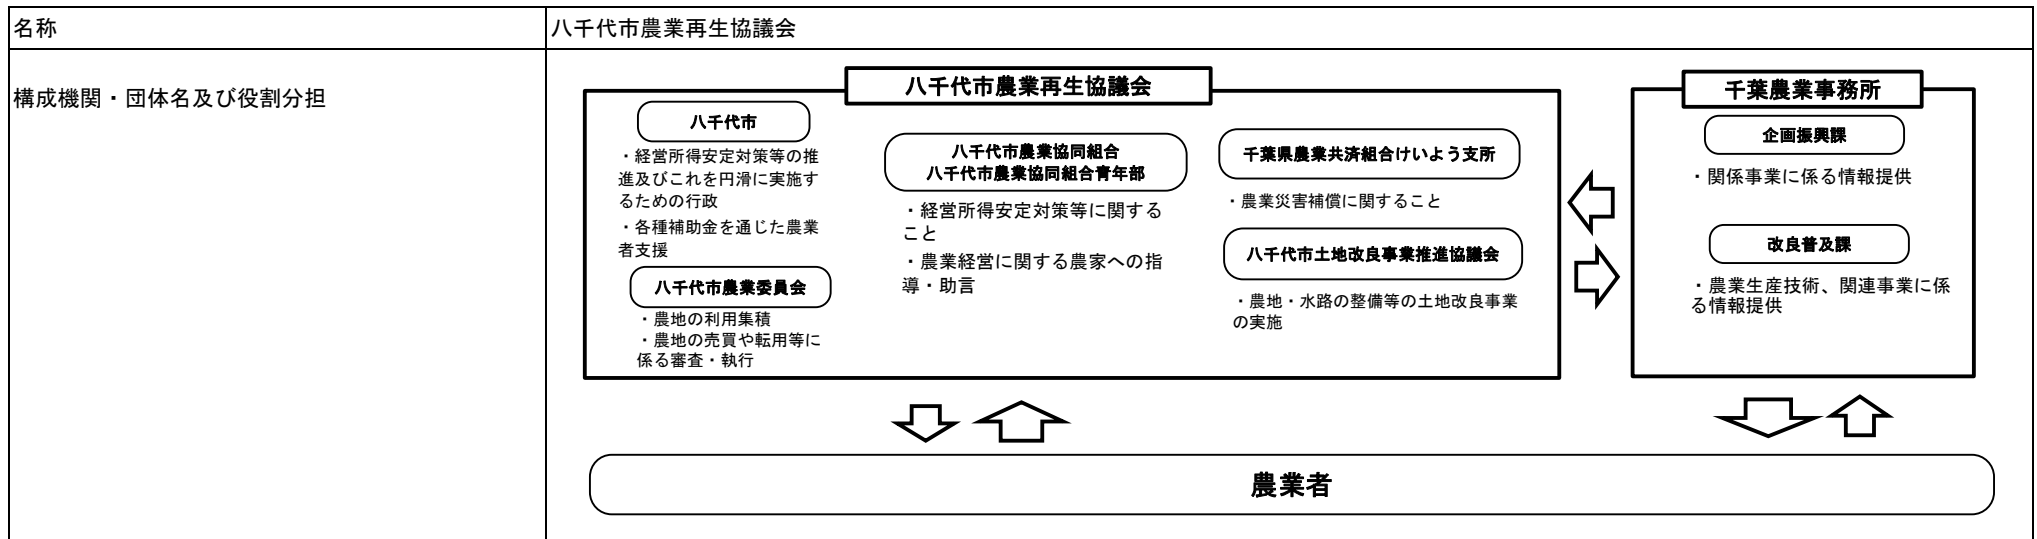 名称
八千代市農業再生協議会
構成機関・団体名及び役割分担
八千代市農業再生協議会
八千代市
・経営所得安定対策等の推
進及びこれを円滑に実施す
るための行政
・各種補助金を通じた農業
者支援
八千代市農業委員会
・農地の利用集積
・農地の売買や転用等に
係る審査・執行
八千代市農業協同組合
八千代市農業協同組合青年部
・経営所得安定対策等に関する
こと
・農業経営に関する農家への指
導・助言
千葉県農業共済組合けいよう支所
・農業災害補償に関すること
八千代市土地改良事業推進協議会
・農地・水路の整備等の土地改良事業
の実施
千葉農業事務所
企画振興課
・関係事業に係る情報提供
改良普及課
・農業生産技術、関連事業に係
る情報提供
農業者